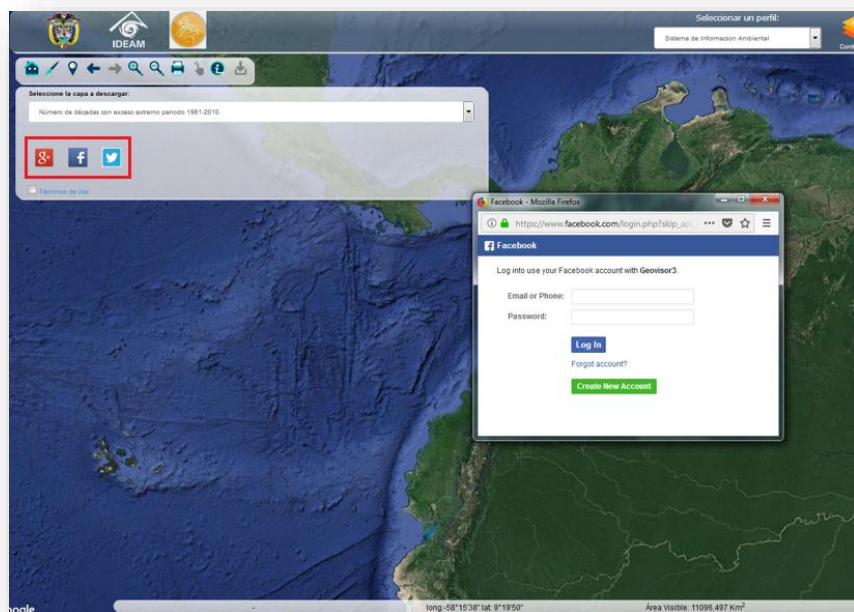 IDEAM
Seleccionar un perfil:
Sistema de Informacion Ambiental
Seleccione la capa a descargar:
Número de décadas con exceso extremo periodo 1981-2010.
Términos de Uso
Facebook - Mozilla Firefox
https://www.facebook.com/login.php?skip_api
Facebook
Log into use your Facebook account with Geovisor3.
Email or Phone:
Password:
Log In
Forgot account?
Create New Account
long:-58°15'38" lat: 9°19'50"
Área Visible: 11096.497 Km²